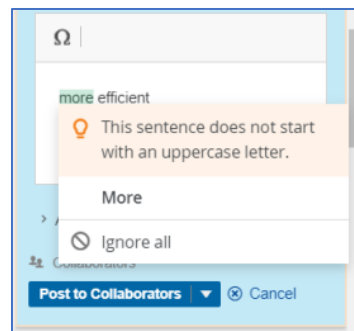 Ω
more efficient
This sentence does not start
with an uppercase letter.
More
Ignore all
Collaborators
Post to Collaborators
Cancel